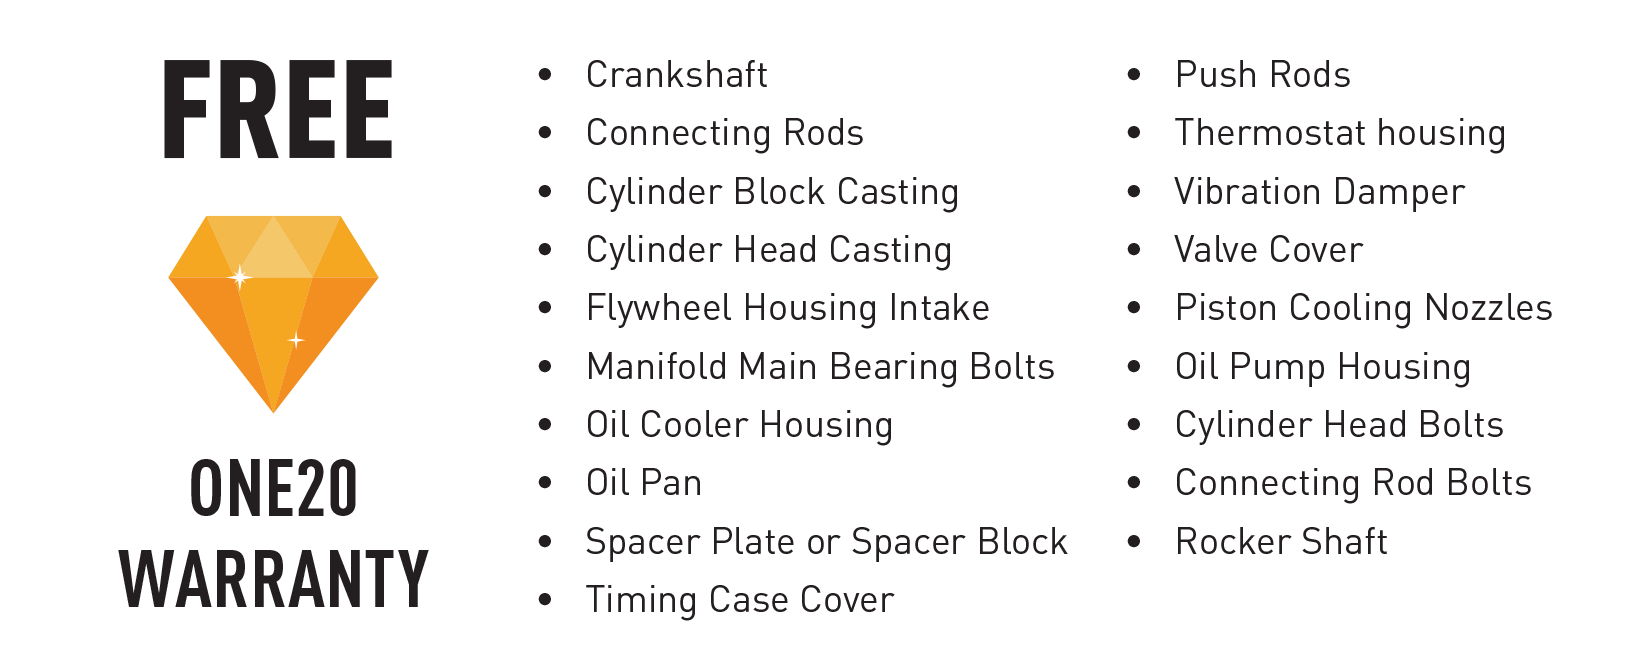 FREE
ONE20
WARRANTY
• Crankshaft
• Connecting Rods
• Cylinder Block Casting
• Cylinder Head Casting
• Flywheel Housing Intake
• Manifold Main Bearing Bolts
• Oil Cooler Housing
• Oil Pan
• Spacer Plate or Spacer Block
• Timing Case Cover
• Push Rods
• Thermostat housing
• Vibration Damper
• Valve Cover
• Piston Cooling Nozzles
• Oil Pump Housing
• Cylinder Head Bolts
• Connecting Rod Bolts
• Rocker Shaft